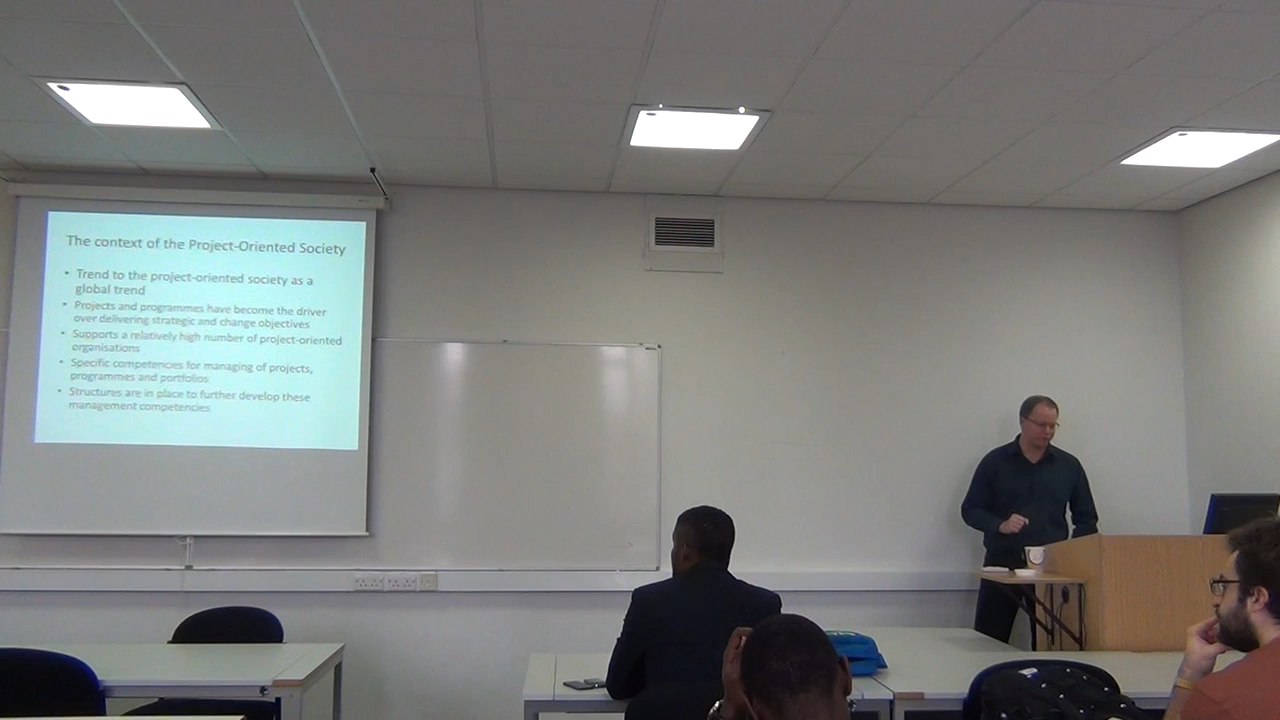 The context of the Project-Oriented Society
• Trend to the project-oriented society as a
global trend
• Projects and programmes have become the driver
over delivering strategic and change objectives
• Supports a relatively high number of project-oriented
organisations
• Specific competencies for managing of projects,
programmes and portfolios
• Structures are in place to further develop these
management competencies